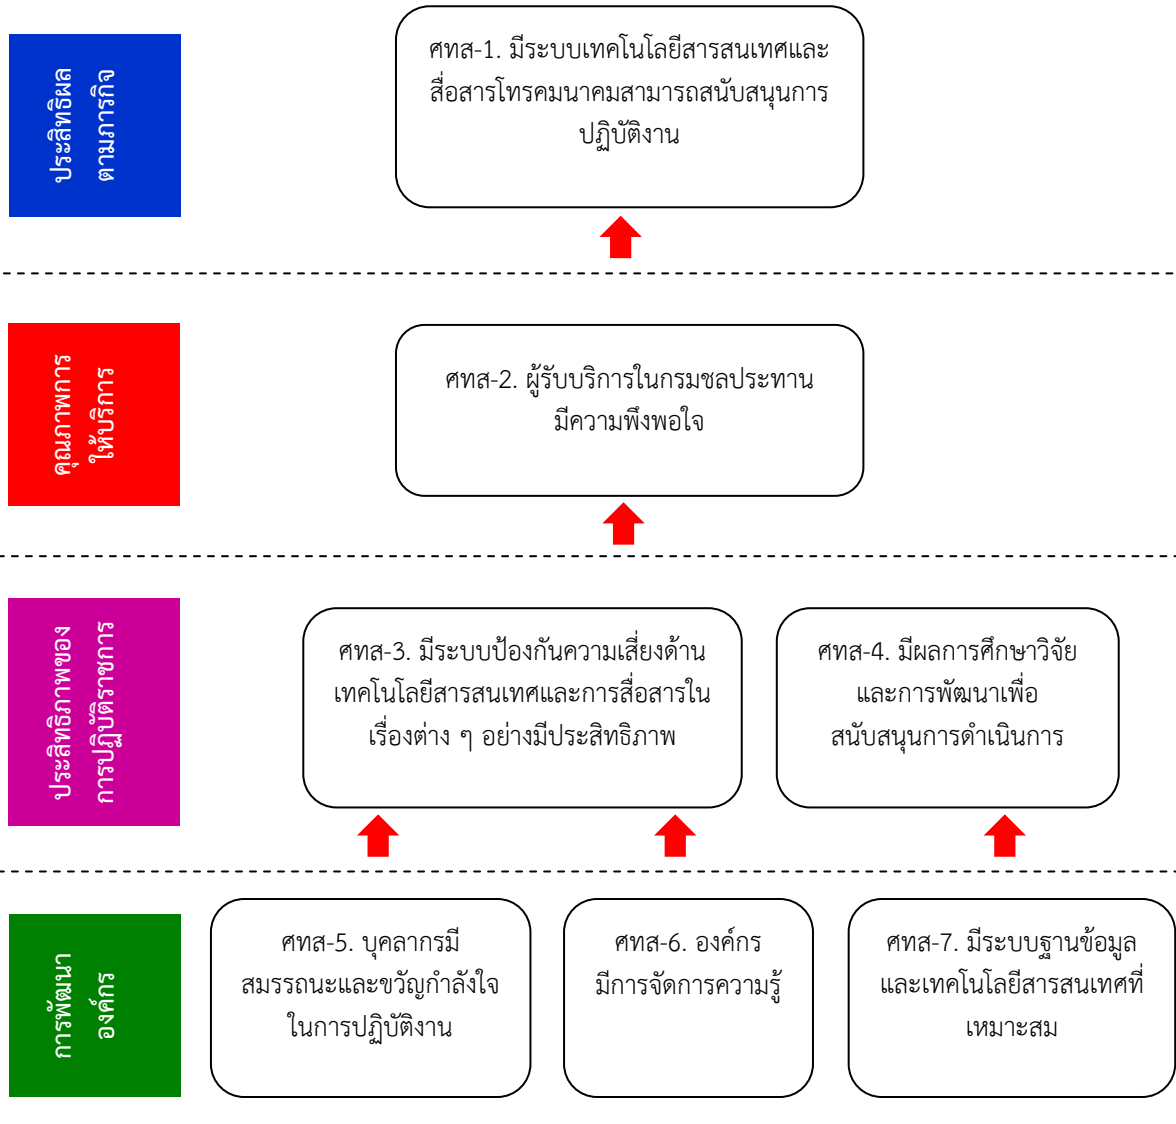 ประสิทธิผล
ตามภารกิจ
ศทส-1. มีระบบเทคโนโลยีสารสนเทศและ
สื่อสารโทรคมนาคมสามารถสนับสนุนการ
ปฏิบัติงาน
คุณภาพการ
ให้บริการ
ศทส-2. ผู้รับบริการในกรมชลประทาน
มีความพึงพอใจ
ประสิทธิภาพของ
การปฏิบัติราชการ
ศทส-3. มีระบบป้องกันความเสี่ยงด้าน
เทคโนโลยีสารสนเทศและการสื่อสารใน
เรื่องต่าง ๆ อย่างมีประสิทธิภาพ
ศทส-4. มีผลการศึกษาวิจัย
และการพัฒนาเพื่อ
สนับสนุนการดำเนินการ
การพัฒนา
องค์กร
ศทส-5. บุคลากรมี
สมรรถนะและขวัญกำลังใจ
ในการปฏิบัติงาน
ศทส-6. องค์กร
มีการจัดการความรู้
ศทส-7. มีระบบฐานข้อมูล
และเทคโนโลยีสารสนเทศที่
เหมาะสม